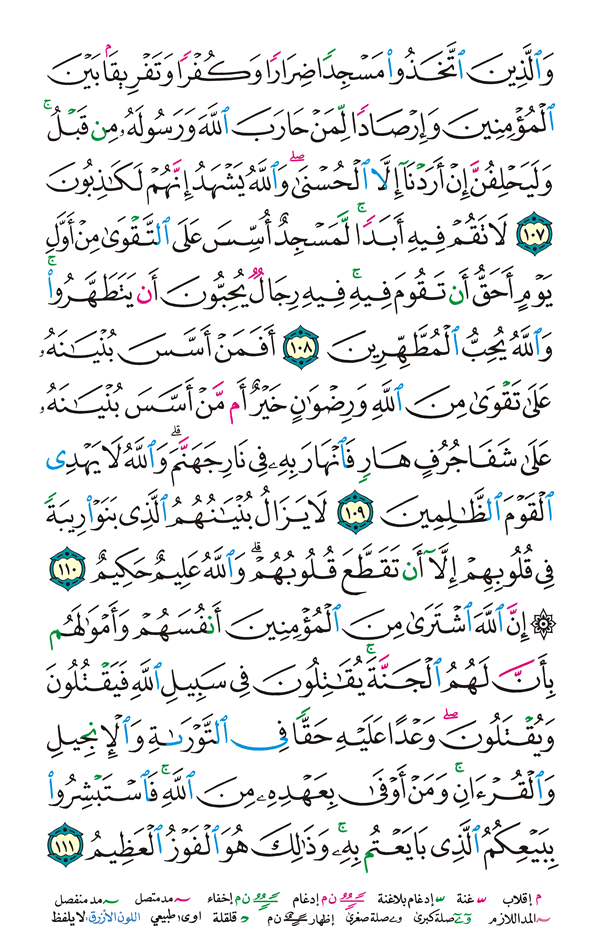 وَٱلَّذِينَ ٱتَّخَذُواْ مَسۡجِدٗا ضِرَارٗا وَكُفۡرٗا وَتَفۡرِيقَۢا بَيۡنَ
ٱلۡمُؤۡمِنِينَ وَإِرۡصَادٗا لِّمَنۡ حَارَبَ ٱللَّهَ وَرَسُولَهُۥ مِن قَبۡلُۚ
وَلَيَحۡلِفُنَّ إِنۡ أَرَدۡنَآ إِلَّا ٱلۡحُسۡنَىٰۖ وَٱللَّهُ يَشۡهَدُ إِنَّهُمۡ لَكَٰذِبُونَ
١٠٧ لَا تَقُمۡ فِيهِ أَبَدٗاۚ لَّمَسۡجِدٌ أُسِّسَ عَلَى ٱلتَّقۡوَىٰ مِنۡ أَوَّلِ
يَوۡمٍ أَحَقُّ أَن تَقُومَ فِيهِۚ فِيهِ رِجَالٞ يُحِبُّونَ أَن يَتَطَهَّرُواْۚ
وَٱللَّهُ يُحِبُّ ٱلۡمُطَّهِّرِينَ ١٠٨ أَفَمَنۡ أَسَّسَ بُنۡيَٰنَهُۥ
عَلَىٰ تَقۡوَىٰ مِنَ ٱللَّهِ وَرِضۡوَٰنٍ خَيۡرٌ أَم مَّنۡ أَسَّسَ بُنۡيَٰنَهُۥ
عَلَىٰ شَفَا جُرُفٍ هَارٖ فَٱنۡهَارَ بِهِۦ فِي نَارِ جَهَنَّمَۗ وَٱللَّهُ لَا يَهۡدِي
ٱلۡقَوۡمَ ٱلظَّٰلِمِينَ ١٠٩ لَا يَزَالُ بُنۡيَٰنُهُمُ ٱلَّذِي بَنَوۡاْ رِيبَةٗ
فِي قُلُوبِهِمۡ إِلَّآ أَن تَقَطَّعَ قُلُوبُهُمۡۗ وَٱللَّهُ عَلِيمٌ حَكِيمٌ ١١٠
۞ إِنَّ ٱللَّهَ ٱشۡتَرَىٰ مِنَ ٱلۡمُؤۡمِنِينَ أَنفُسَهُمۡ وَأَمۡوَٰلَهُم
بِأَنَّ لَهُمُ ٱلۡجَنَّةَۚ يُقَٰتِلُونَ فِي سَبِيلِ ٱللَّهِ فَيَقۡتُلُونَ
وَيُقۡتَلُونَۖ وَعۡدًا عَلَيۡهِ حَقّٗا فِي ٱلتَّوۡرَىٰةِ وَٱلۡإِنجِيلِ
وَٱلۡقُرۡءَانِۚ وَمَنۡ أَوۡفَىٰ بِعَهۡدِهِۦ مِنَ ٱللَّهِۚ فَٱسۡتَبۡشِرُواْ
بِبَيۡعِكُمُ ٱلَّذِي بَايَعۡتُم بِهِۦۚ وَذَٰلِكَ هُوَ ٱلۡفَوۡزُ ٱلۡعَظِيمُ ١١١
م إقلاب غنة إدغام بلاغنة ن م إدغام ن م إخفاء مد متصل مد منفصل
المد اللازم صلة كبرى صلة صغرى إظهار ن م قلقلة اوى طبيعي اللون الأزرق: لا يلفظ